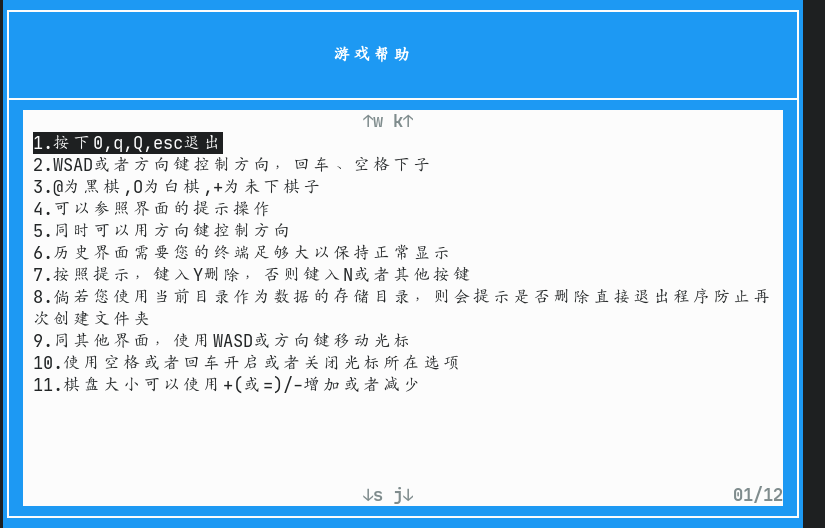 游戏帮助
↑w k↑
1.按下0,q,Q,esc退出
2.WSAD或者方向键控制方向，回车、空格下子
3.@为黑棋,O为白棋,+为未下棋子
4.可以参照界面的提示操作
5.同时可以用方向键控制方向
6.历史界面需要您的终端足够大以保持正常显示
7.按照提示，键入Y删除，否则键入N或者其他按键
8.倘若您使用当前目录作为数据的存储目录，则会提示是否删除直接退出程序防止再
次创建文件夹
9.同其他界面，使用WASD或方向键移动光标
10.使用空格或者回车开启或者关闭光标所在选项
11.棋盘大小可以使用+(或=)/-增加或者减少
↓s j↓
01/12